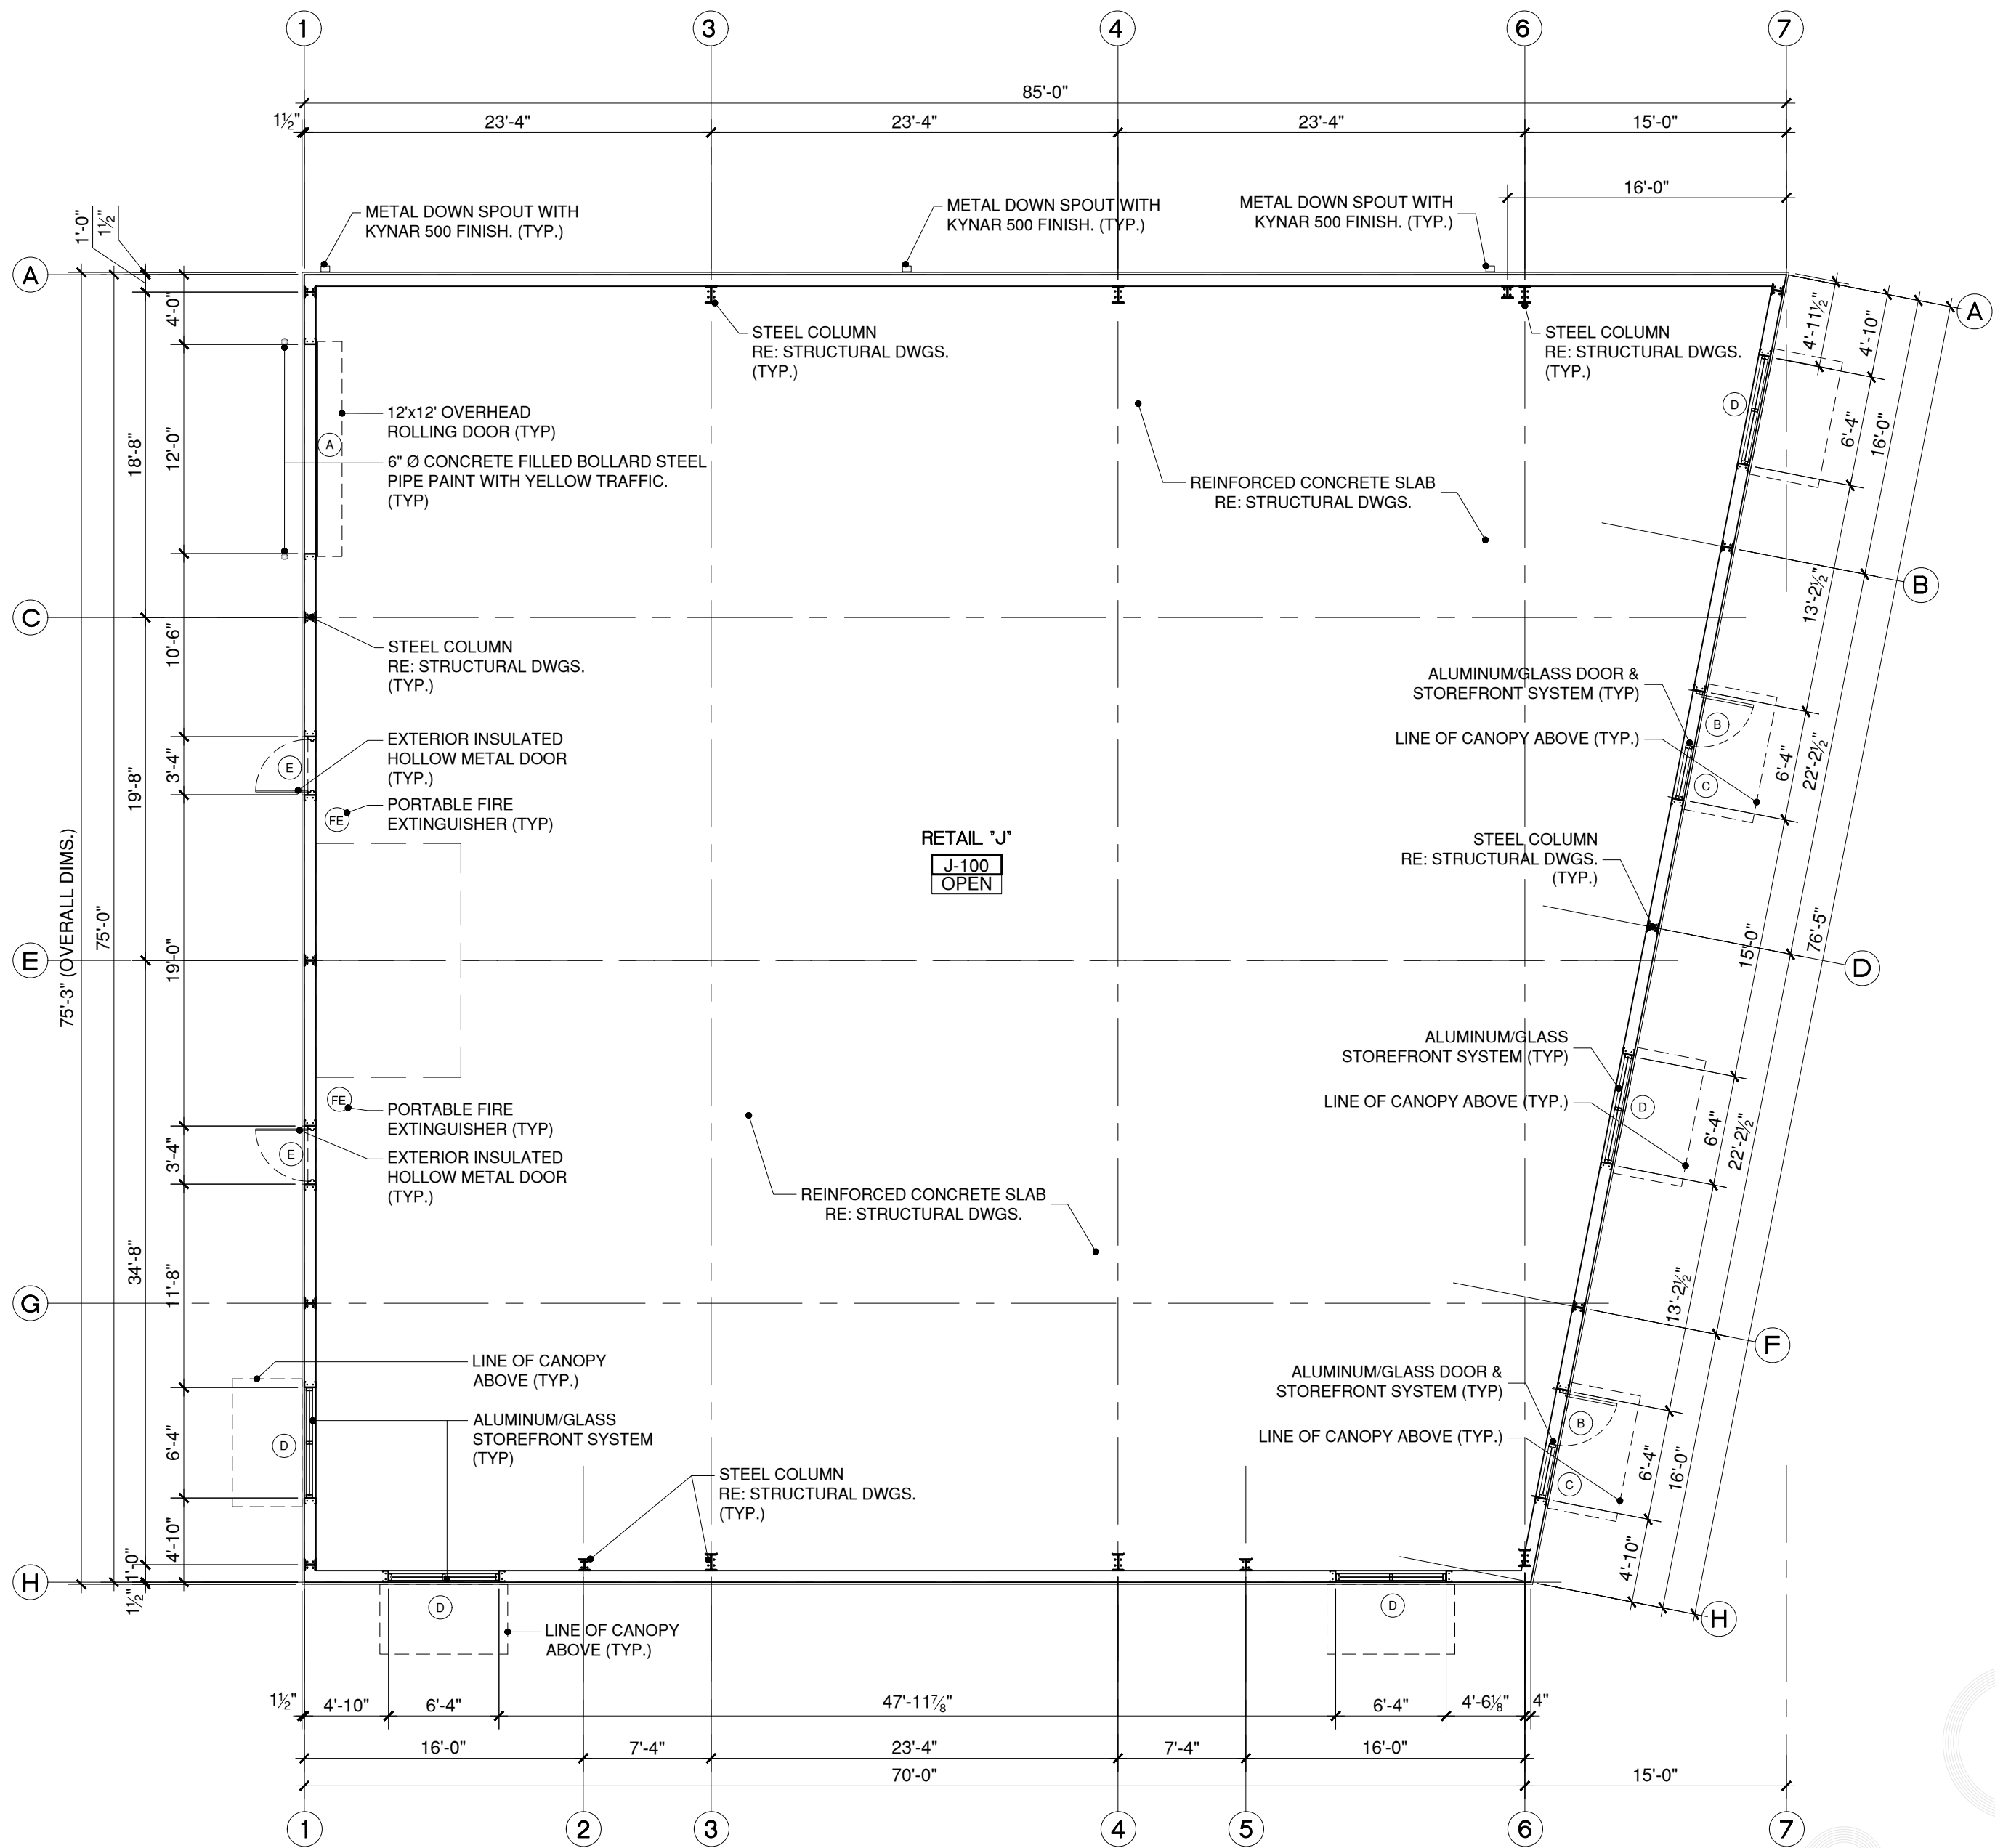 1
3
4
6
7
85'-0"
1½"
23'-4"
23'-4"
23'-4"
15'-0"
16'-0"
METAL DOWN SPOUT WITH
KYNAR 500 FINISH. (TYP.)
METAL DOWN SPOUT WITH
KYNAR 500 FINISH. (TYP.)
METAL DOWN SPOUT WITH
KYNAR 500 FINISH. (TYP.)
1'-0"
1½"
A
A
4'-0"
STEEL COLUMN
RE: STRUCTURAL DWGS.
(TYP.)
STEEL COLUMN
RE: STRUCTURAL DWGS.
(TYP.)
4'-11½"
4'-10"
D
12'x12' OVERHEAD
ROLLING DOOR (TYP)
A
6" Ø CONCRETE FILLED BOLLARD STEEL
PIPE PAINT WITH YELLOW TRAFFIC.
(TYP)
18'-8"
12'-0"
6'-4"
16'-0"
REINFORCED CONCRETE SLAB
RE: STRUCTURAL DWGS.
B
13'-2½"
C
10'-6"
STEEL COLUMN
RE: STRUCTURAL DWGS.
(TYP.)
ALUMINUM/GLASS DOOR &
STOREFRONT SYSTEM (TYP)
B
LINE OF CANOPY ABOVE (TYP.)
C
6'-4"
22'-2½"
EXTERIOR INSULATED
HOLLOW METAL DOOR
(TYP.)
E
3'-4"
19'-8"
PORTABLE FIRE
EXTINGUISHER (TYP)
FE
RETAIL "J"
J-100
OPEN
STEEL COLUMN
RE: STRUCTURAL DWGS.
(TYP.)
75'-3" (OVERALL DIMS.)
75'-0"
E
19'-0"
15'-0"
76'-5"
D
ALUMINUM/GLASS
STOREFRONT SYSTEM (TYP)
LINE OF CANOPY ABOVE (TYP.)
D
6'-4"
22'-2½"
FE
PORTABLE FIRE
EXTINGUISHER (TYP)
E
3'-4"
EXTERIOR INSULATED
HOLLOW METAL DOOR
(TYP.)
REINFORCED CONCRETE SLAB
RE: STRUCTURAL DWGS.
34'-8"
11'-8"
G
13'-2½"
F
LINE OF CANOPY
ABOVE (TYP.)
ALUMINUM/GLASS DOOR &
STOREFRONT SYSTEM (TYP)
B
LINE OF CANOPY ABOVE (TYP.)
C
6'-4"
16'-0"
ALUMINUM/GLASS
STOREFRONT SYSTEM
(TYP)
D
6'-4"
STEEL COLUMN
RE: STRUCTURAL DWGS.
(TYP.)
4'-10"
1'-0"
1½"
H
4'-10"
H
D
D
LINE OF CANOPY
ABOVE (TYP.)
1½"
4'-10"
6'-4"
47'-11⅞"
6'-4"
4'-6⅛"
4"
16'-0"
7'-4"
23'-4"
7'-4"
16'-0"
70'-0"
15'-0"
1
2
3
4
5
6
7